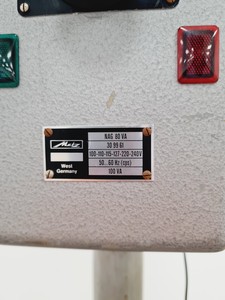 Metz
West
Germany
NAG 80 VA
30 99 61
100-110-115-127-220-240V
50...60 Hz (cps)
100 VA